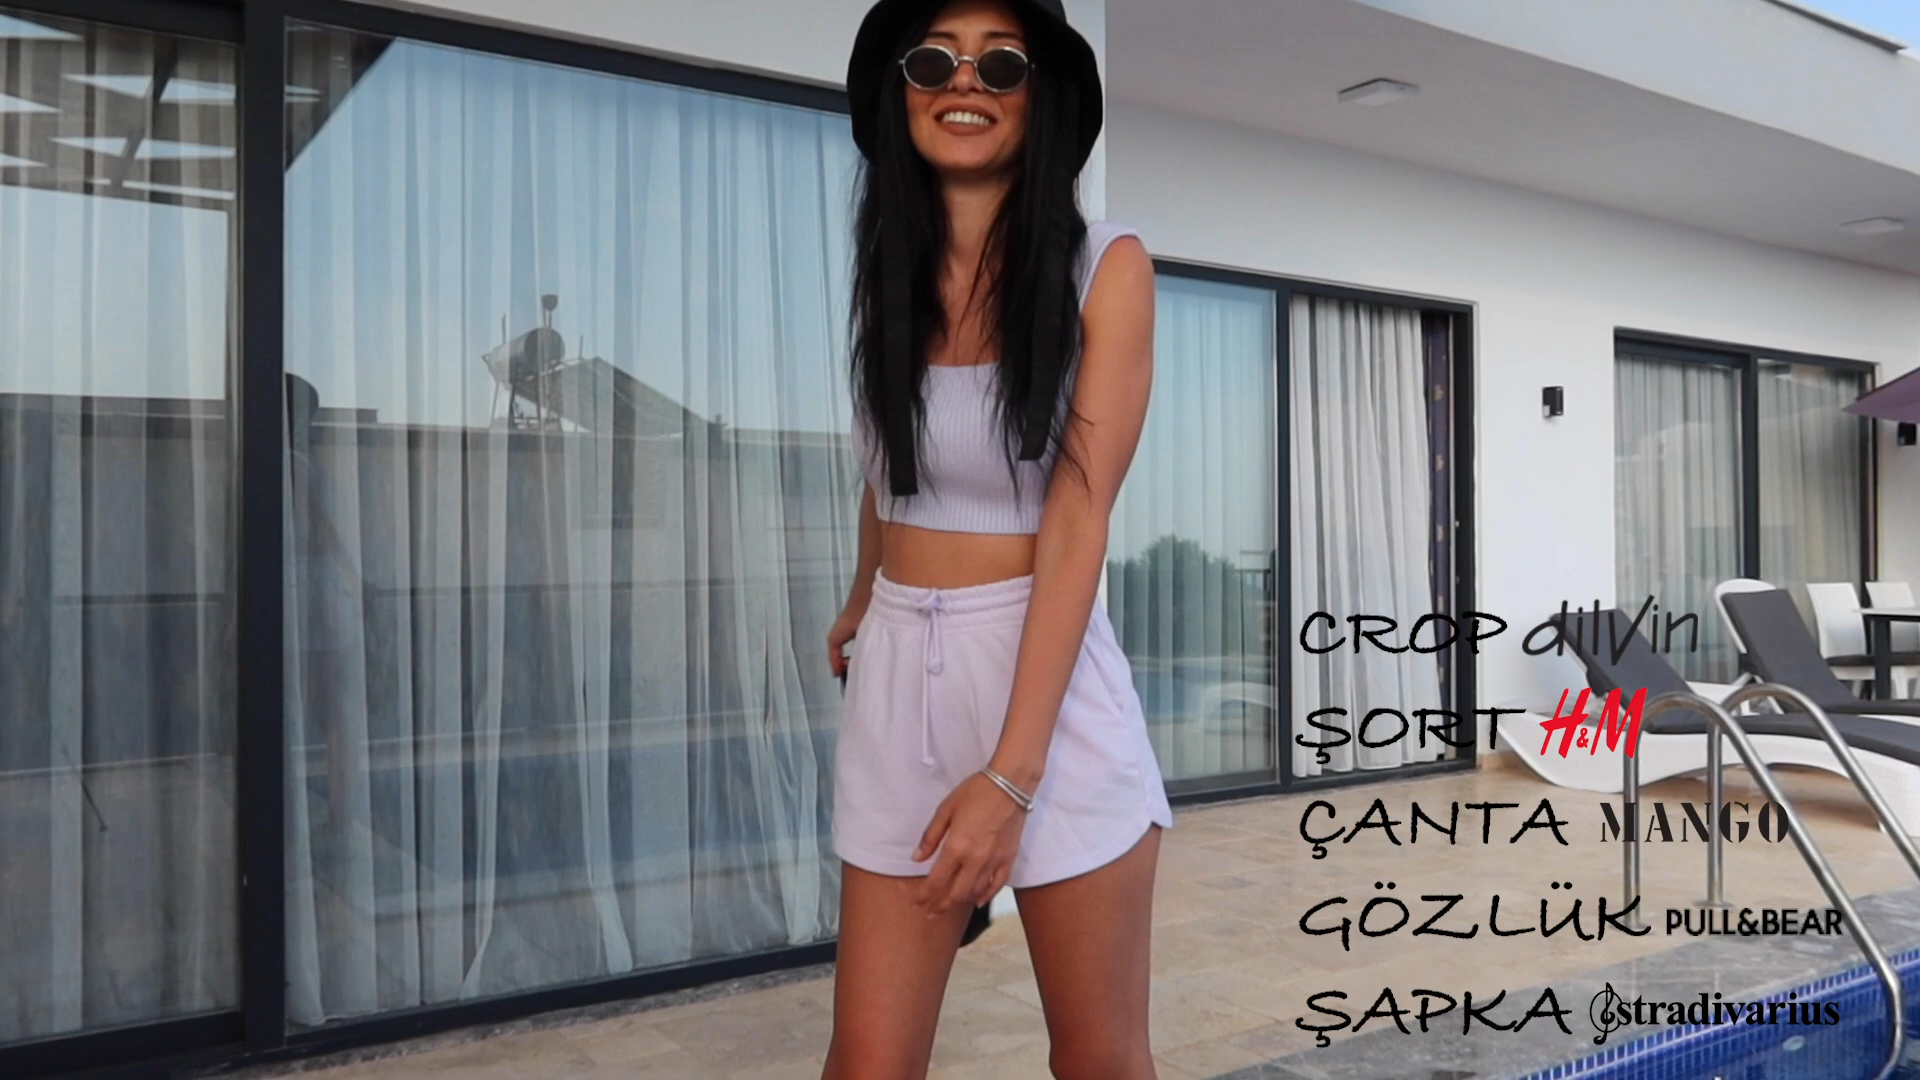 CROP dilvin
ŞORT H&M
ÇANTA MANGO
GÖZLÜK PULL&BEAR
ŞAPKA stradivarius